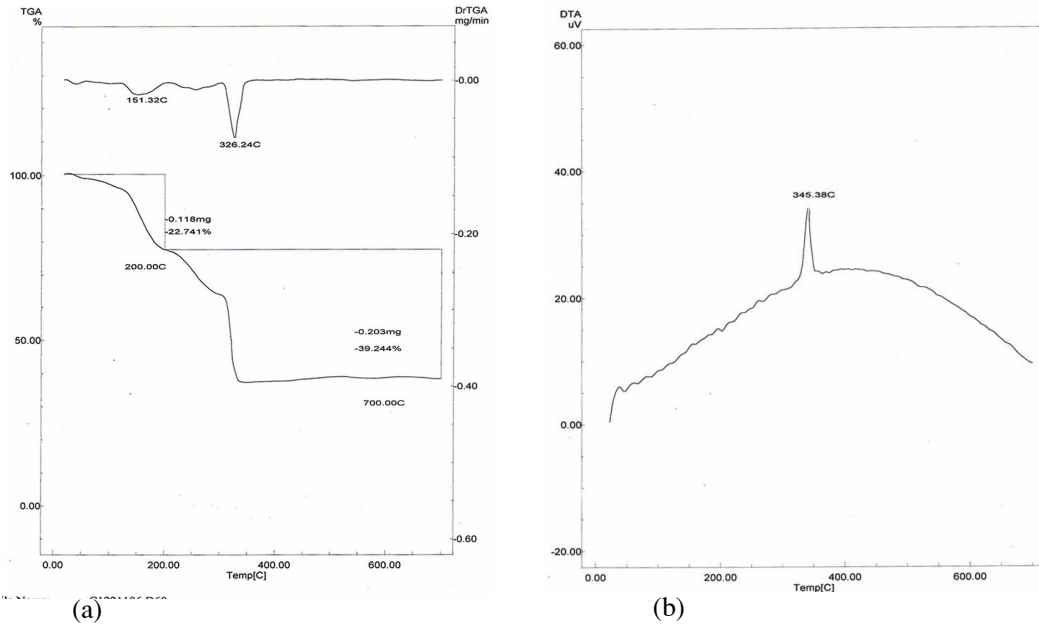 TGA
%
DrTGA
mg/min
-0.00
151.32C
326.24C
100.00
-0.118mg
-22.741%
-0.20
200.00C
-0.203mg
-39.244%
50.00
-0.40
700.00C
0.00
-0.60
0.00
200.00
400.00
600.00
Temp[C]
(a)
DTA
uV
60.00
40.00
345.38C
20.00
0.00
-20.00
0.00
200.00
400.00
600.00
Temp[C]
(b)